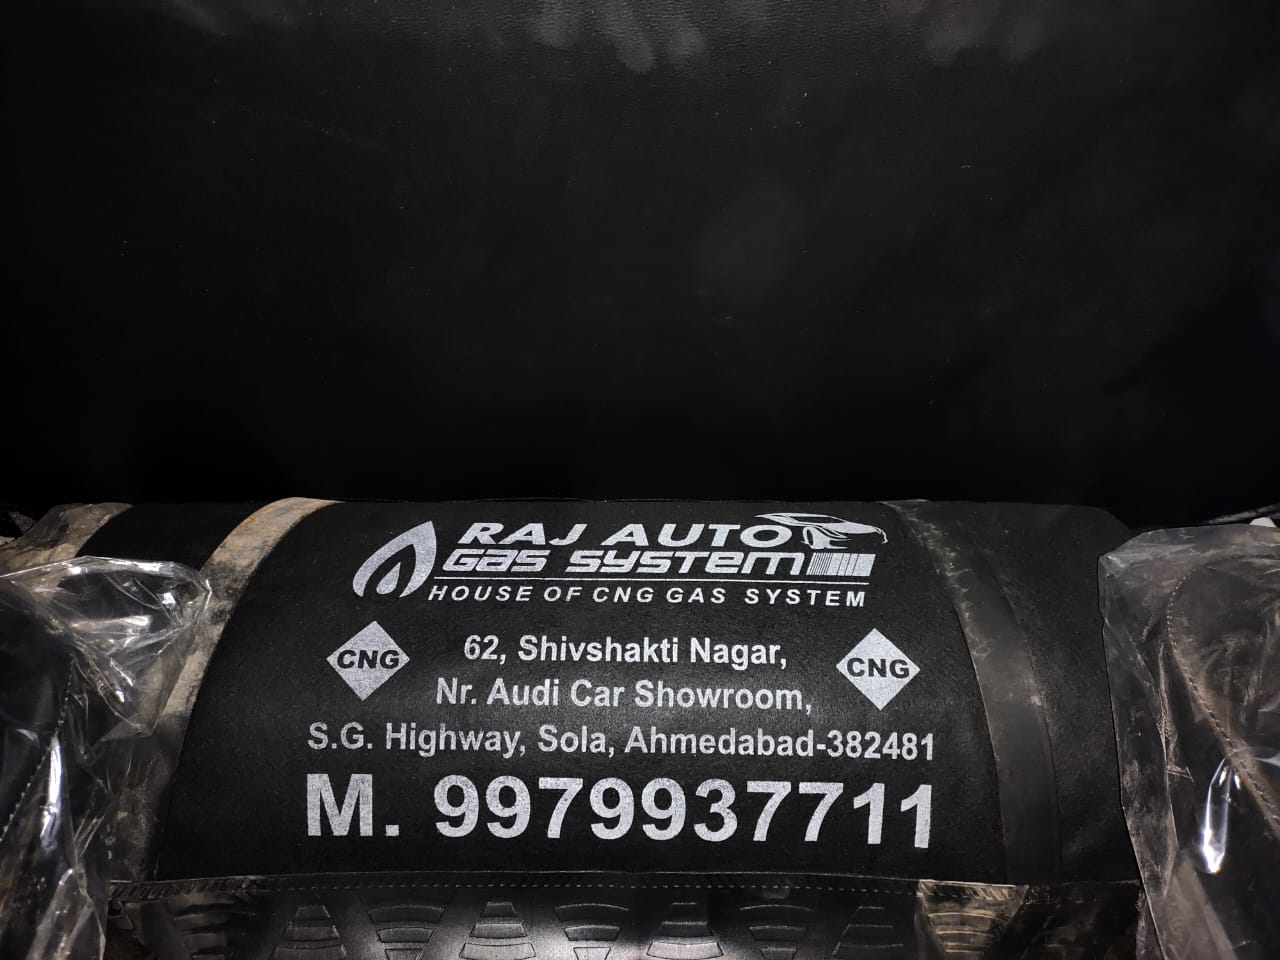 RAJ AUTO
Gas System
HOUSE OF CNG GAS SYSTEM
CNG
CNG
62, Shivshakti Nagar,
Nr. Audi Car Showroom,
S.G. Highway, Sola, Ahmedabad-382481
M. 9979937711